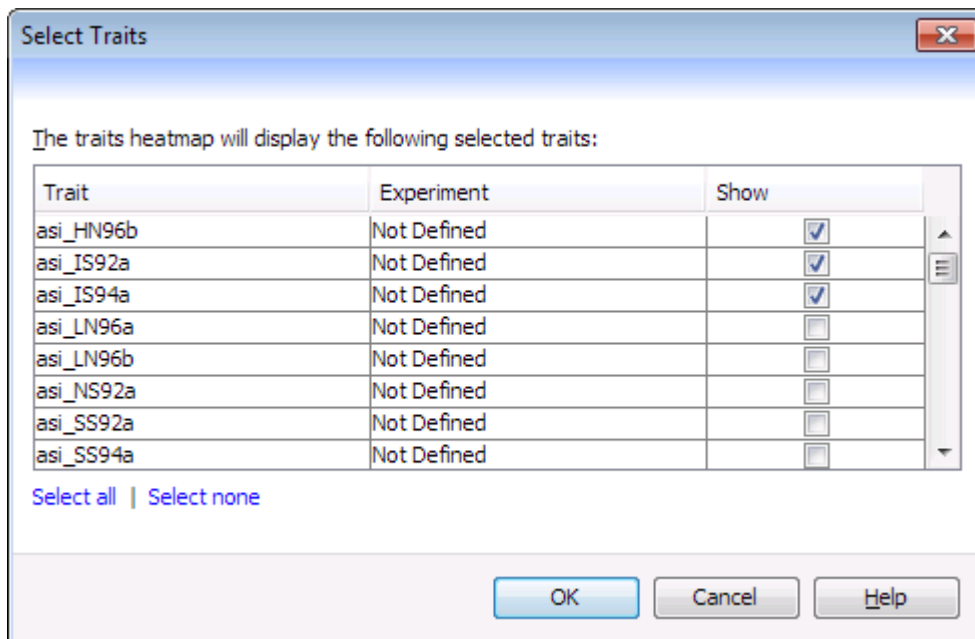 Select Traits
The traits heatmap will display the following selected traits:
Trait Experiment Show
asi_HN96b Not Defined
asi_IS92a Not Defined
asi_IS94a Not Defined
asi_LN96a Not Defined
asi_LN96b Not Defined
asi_NS92a Not Defined
asi_SS92a Not Defined
asi_SS94a Not Defined
Select all | Select none
OK Cancel Help